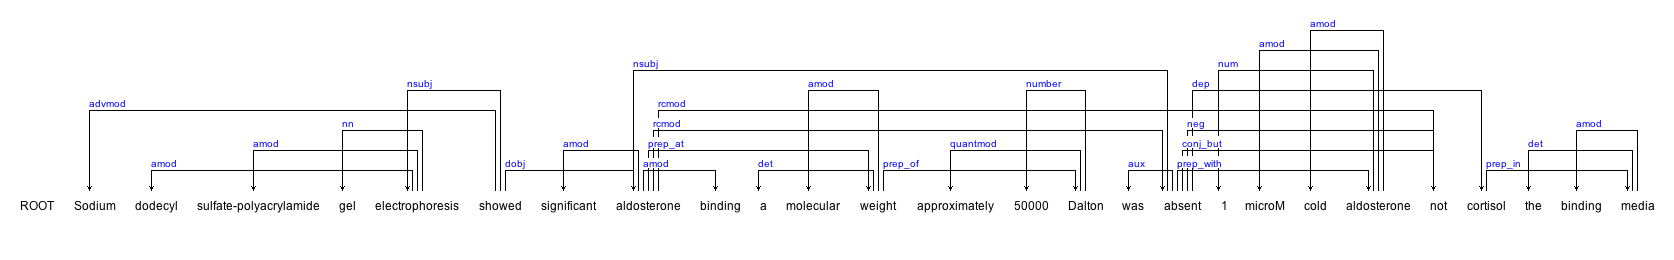 amod
amod
nsubj num
nsubj amod number dep
advmod rcmod
nn rcmod neg amod
amod amod prep_at quantmod conj_but det
amod dobj amod det prep_of aux prep_with prep_in
ROOT Sodium dodecyl sulfate-polyacrylamide gel electrophoresis showed significant aldosterone binding a molecular weight approximately 50000 Dalton was absent 1 microM cold aldosterone not cortisol the binding media